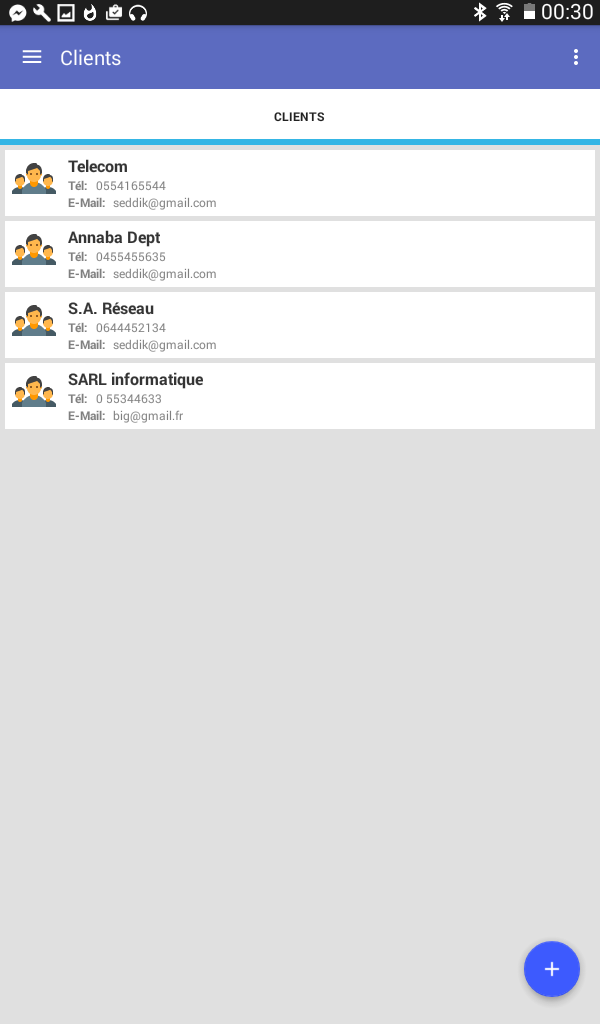 00:30
Clients
CLIENTS
Telecom
Tél: 0554165544
E-Mail: seddik@gmail.com
Annaba Dept
Tél: 0455455635
E-Mail: seddik@gmail.com
S.A. Réseau
Tél: 0644452134
E-Mail: seddik@gmail.com
SARL informatique
Tél: 0 55344633
E-Mail: big@gmail.fr